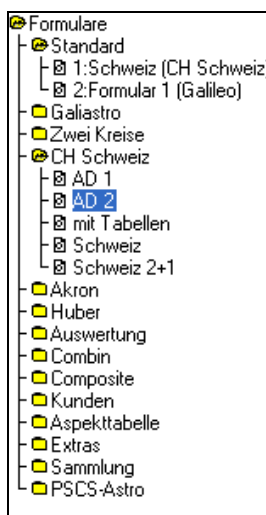 Formulare
Standard
1:Schweiz (CH Schweiz)
2:Formular 1 (Galileo)
Galiastro
Zwei Kreise
CH Schweiz
AD 1
AD 2
mit Tabellen
Schweiz
Schweiz 2+1
Akron
Huber
Auswertung
Combin
Composite
Kunden
Aspekttabelle
Extras
Sammlung
PSCS-Astro